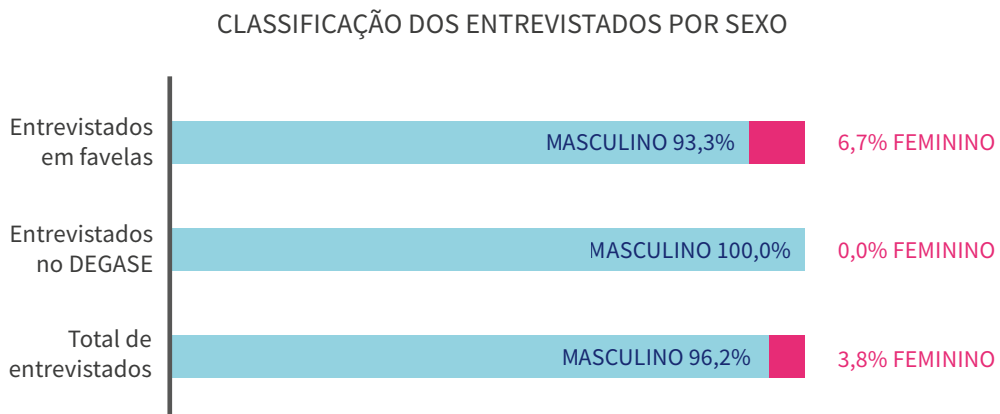 CLASSIFICAÇÃO DOS ENTREVISTADOS POR SEXO
Entrevistados
em favelas
MASCULINO 93,3%
6,7% FEMININO
Entrevistados
no DEGASE
MASCULINO 100,0%
0,0% FEMININO
Total de
entrevistados
MASCULINO 96,2%
3,8% FEMININO